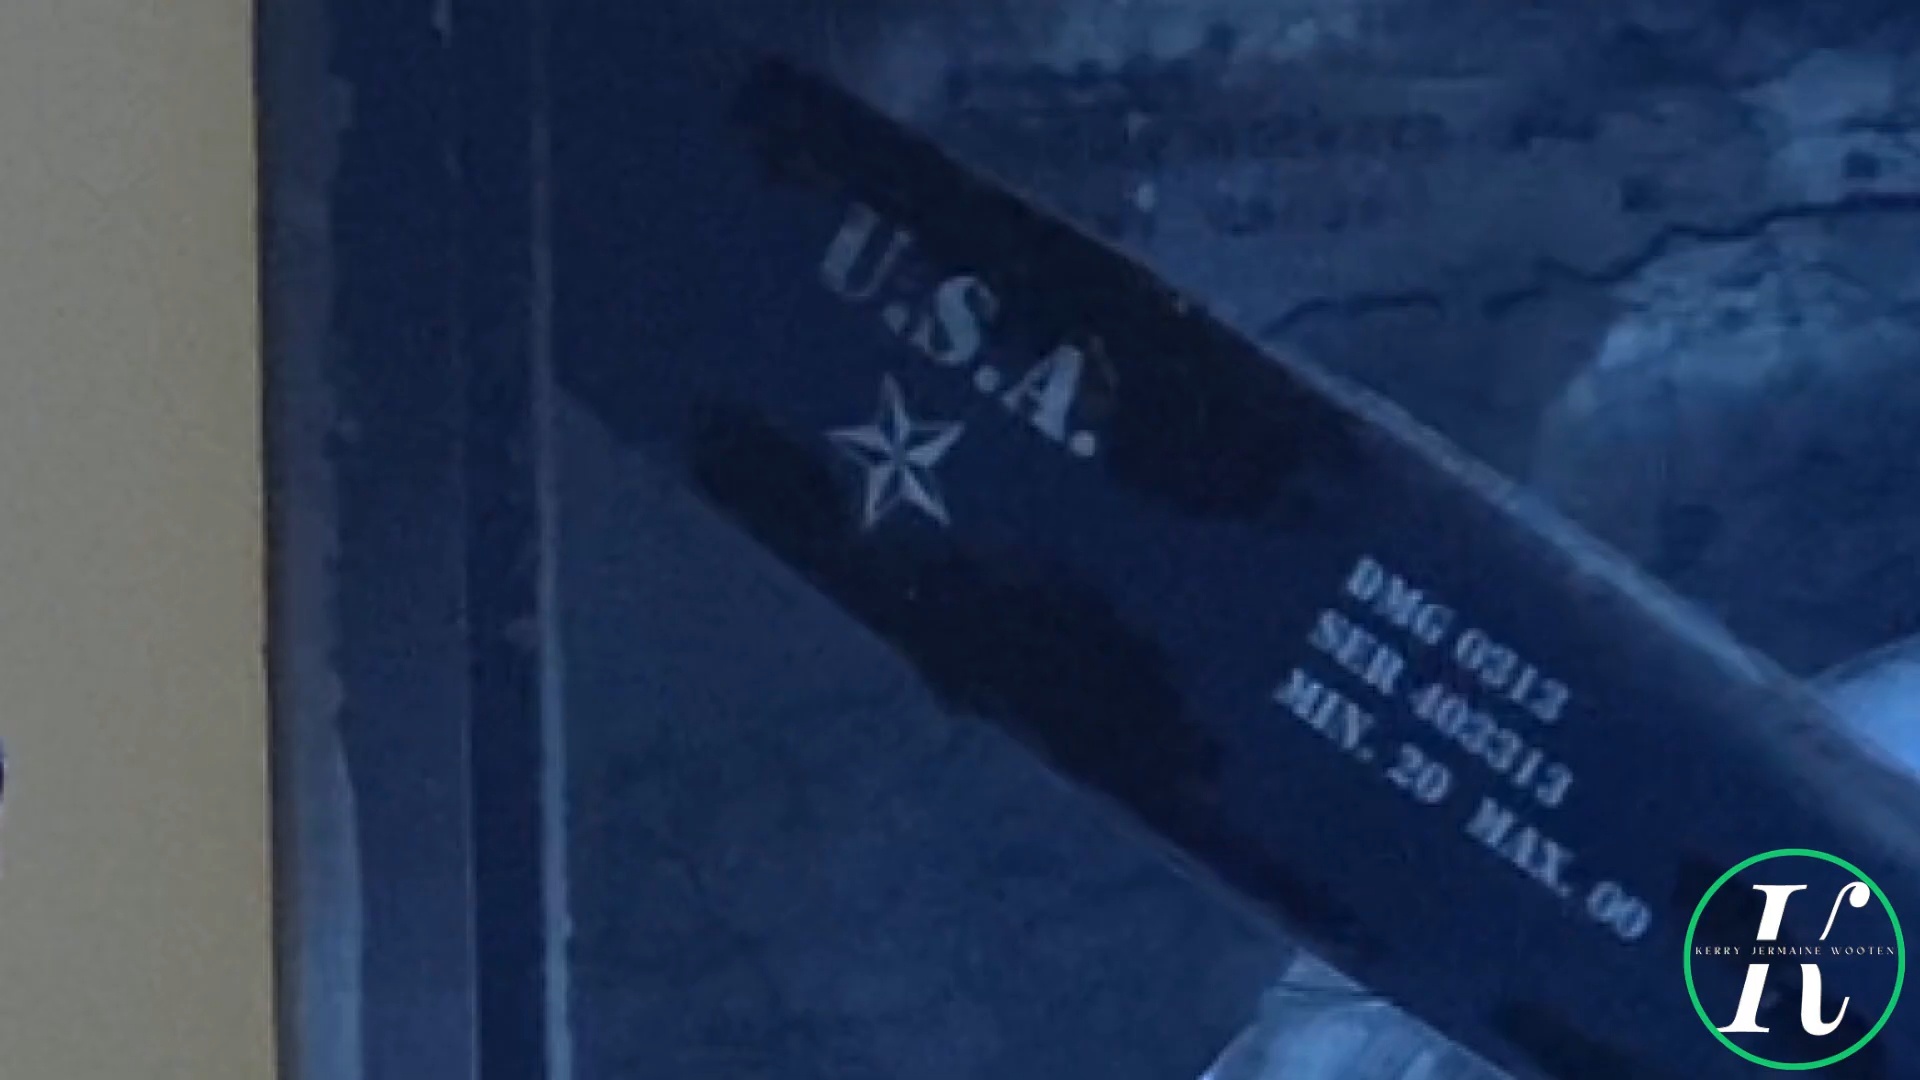 U.S.A.
DMG 0313
SER 403313
MIN. 20 MAX. 00
KERRY JERMAINE WOOTEN